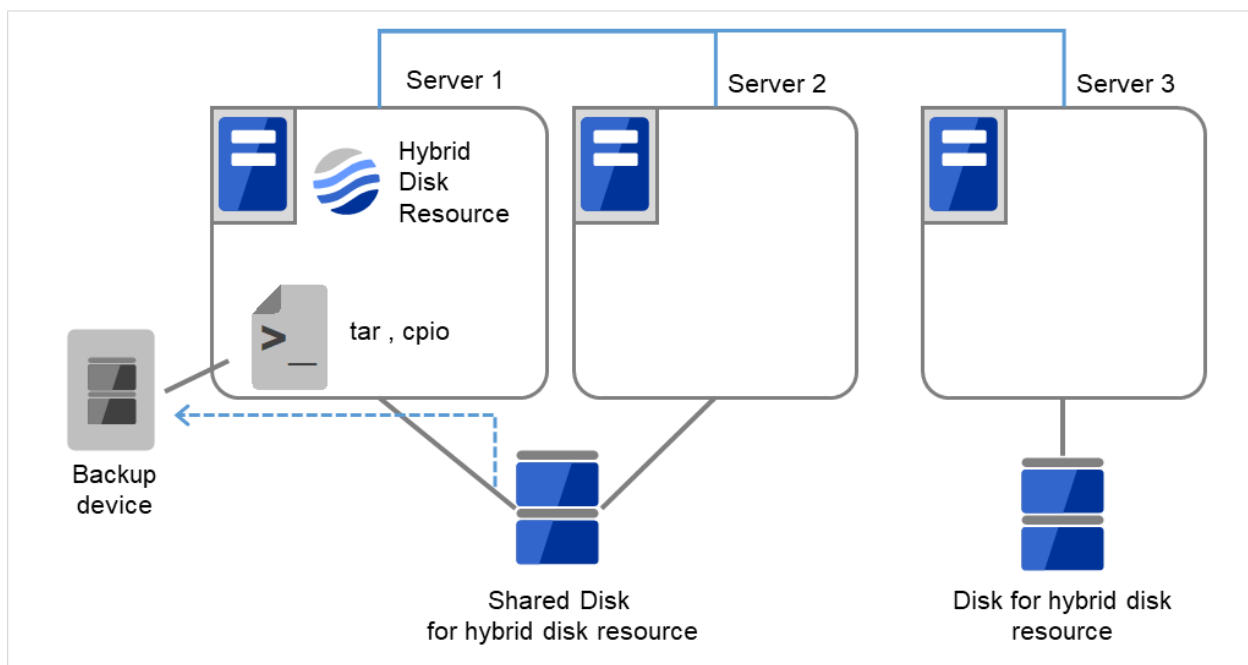 Server 1
Server 2
Server 3
Hybrid
Disk
Resource
>_
tar , cpio
Backup
device
Shared Disk
for hybrid disk resource
Disk for hybrid disk
resource